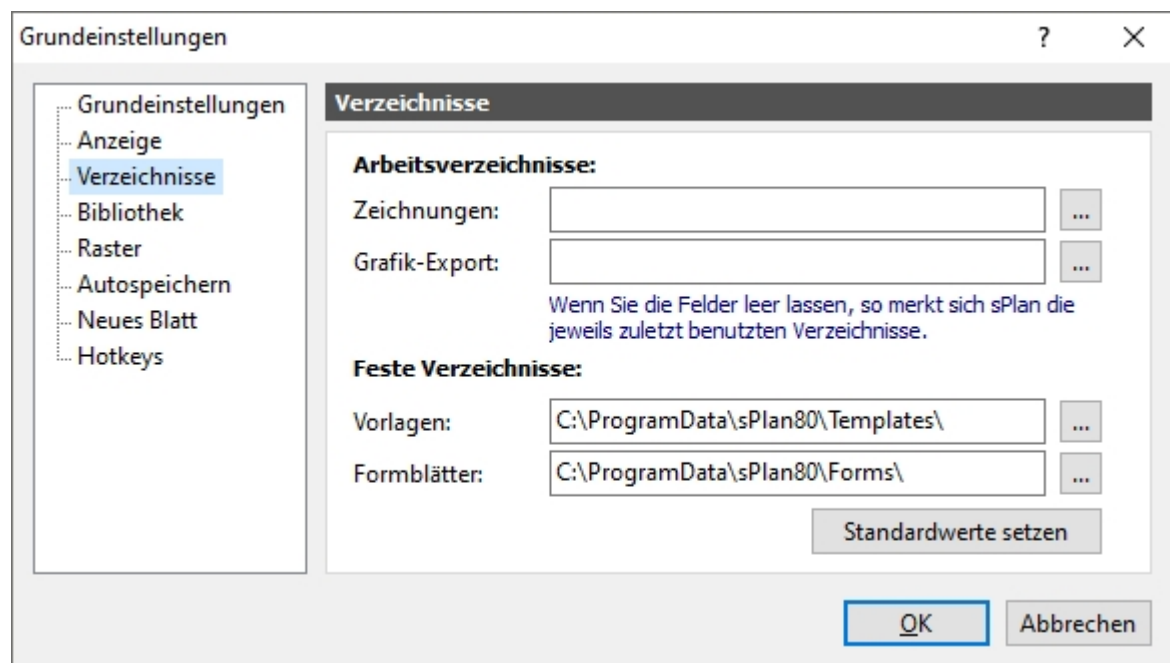 Grundeinstellungen
?
Grundeinstellungen
Anzeige
Verzeichnisse
Bibliothek
Raster
Autospeichern
Neues Blatt
Hotkeys
Verzeichnisse
Arbeitsverzeichnisse:
Zeichnungen:
...
Grafik-Export:
...
Wenn Sie die Felder leer lassen, so merkt sich sPlan die
jeweils zuletzt benutzten Verzeichnisse.
Feste Verzeichnisse:
Vorlagen: C:\ProgramData\sPlan80\Templates\ ...
Formblätter: C:\ProgramData\sPlan80\Forms\ ...
Standardwerte setzen
OK Abbrechen